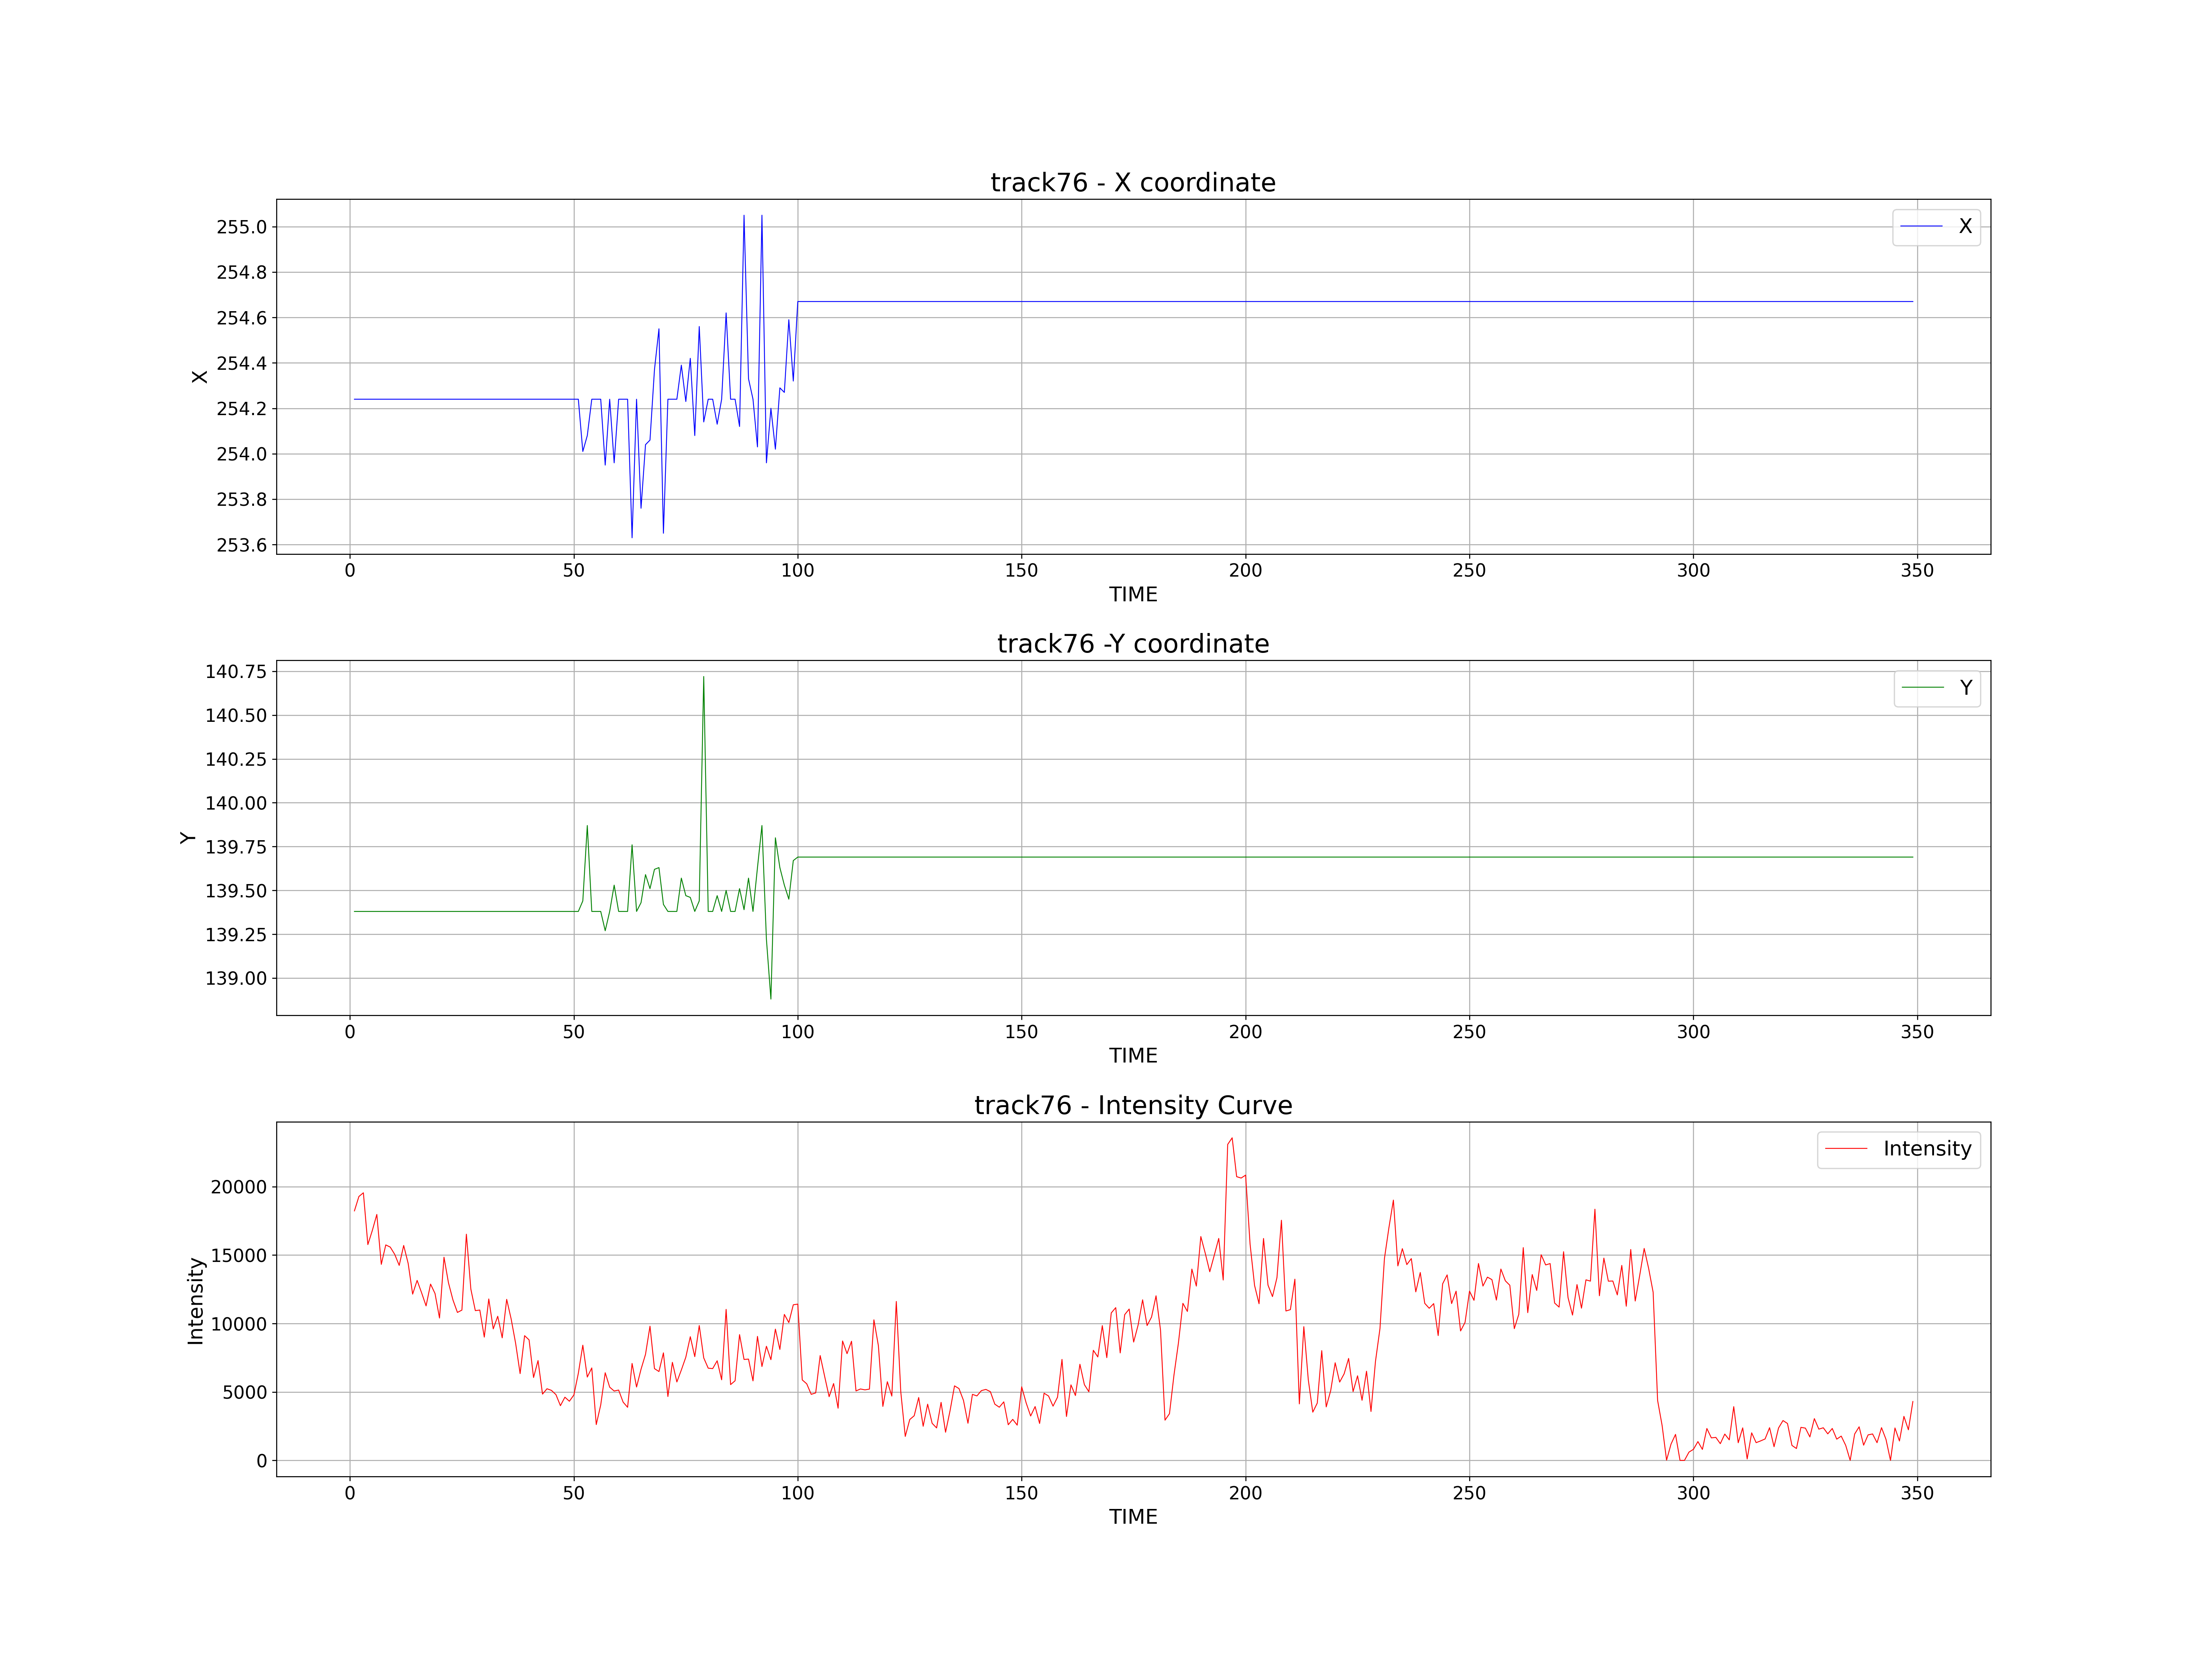 track76 - X coordinate
X
255.0
254.8
254.6
254.4
254.2
254.0
253.8
253.6
X
0 50 100 150 200 250 300 350
TIME
track76 -Y coordinate
Y
140.75
140.50
140.25
140.00
139.75
139.50
139.25
139.00
Y
0 50 100 150 200 250 300 350
TIME
track76 - Intensity Curve
Intensity
20000
15000
10000
5000
0
Intensity
0 50 100 150 200 250 300 350
TIME